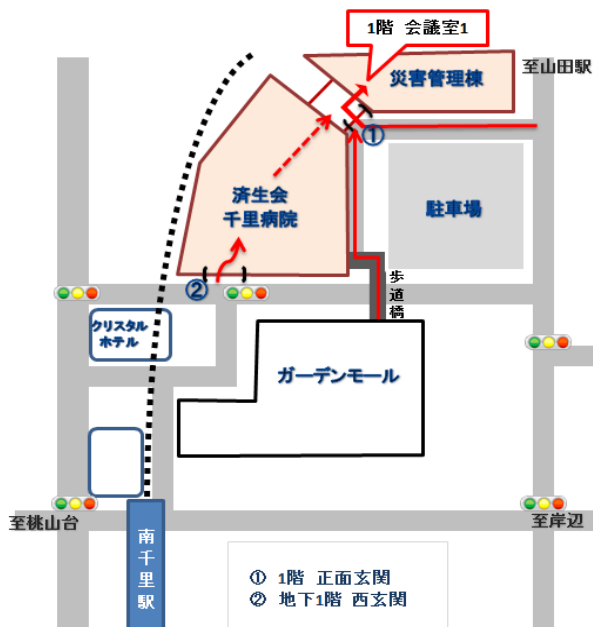 1階 会議室1
災害管理棟
至山田駅
①
済生会
千里病院
駐車場
②
歩道橋
クリスタル
ホテル
ガーデンモール
至桃山台
至岸辺
南千里駅
① 1階 正面玄関
② 地下1階 西玄関